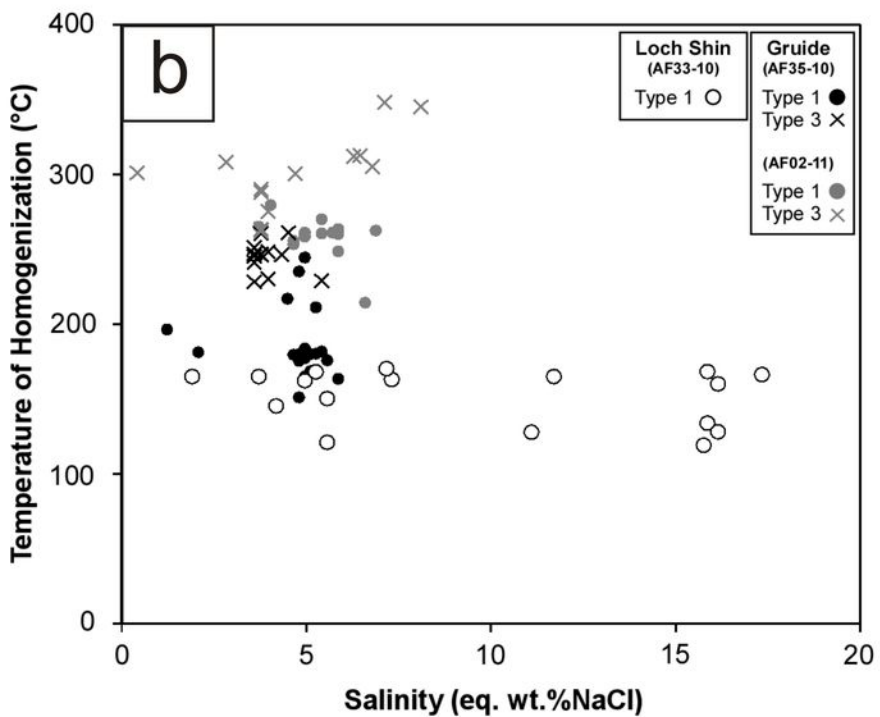 400
300
200
100
0
Temperature of Homogenization (°C)
b
Loch Shin
(AF33-10)
Type 1
Gruide
(AF35-10)
Type 1
Type 3
(AF02-11)
Type 1
Type 3
0 5 10 15 20
Salinity (eq. wt.%NaCl)